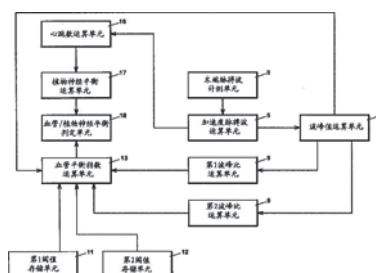 15
心跳数运算单元
17
植物神经平衡
运算单元
18
血管/植物神经平衡
判定单元
13
血管平衡指数
运算单元
3
末端脉搏波
计测单元
5
加速度脉搏波
运算单元
波峰值运算单元
第1波峰比
运算单元
第2波峰比
运算单元
11
第1阈值
存储单元
12
第2阈值
存储单元